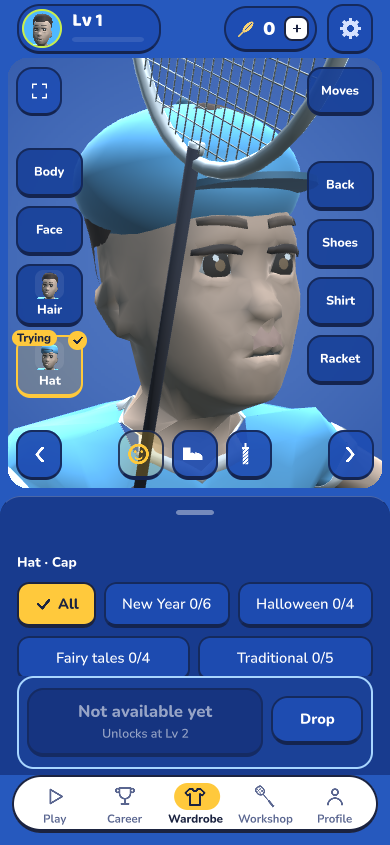 Lv 1
0
+
Moves
Body
Back
Face
Shoes
Hair
Shirt
Trying
Hat
Racket
Hat · Cap
All
New Year 0/6
Halloween 0/4
Fairy tales 0/4
Traditional 0/5
Not available yet
Unlocks at Lv 2
Drop
Play
Career
Wardrobe
Workshop
Profile